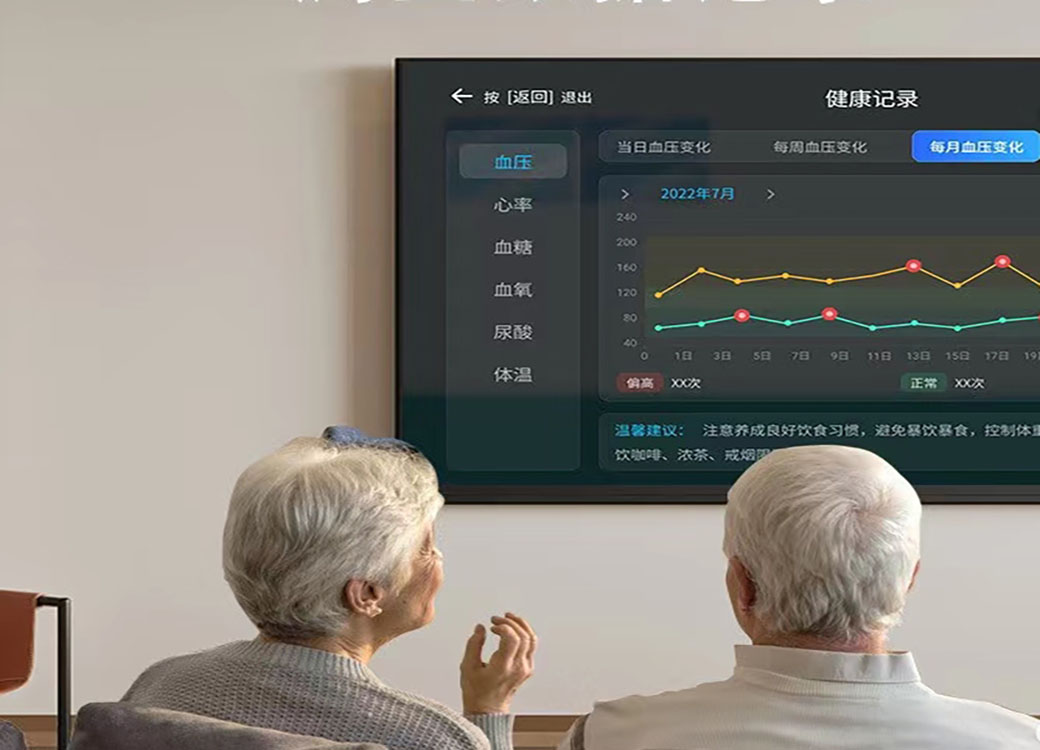 按 [返回] 退出
健康记录
血压
心率
血糖
血氧
尿酸
体温
当日血压变化 每周血压变化 每月血压变化
2022年7月
240
200
160
120
80
40
0 1日 3日 5日 7日 9日 11日 13日 15日 17日 19
偏高 XX次 正常 XX次
温馨建议: 注意养成良好饮食习惯,避免暴饮暴食,控制体重
饮咖啡、浓茶、戒烟限